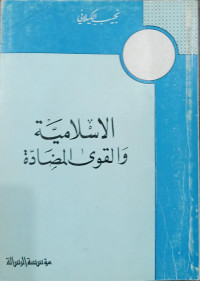 نجيب الكيلاني
الإسلامية
والقوى المضادة
مؤسسة الرسالة